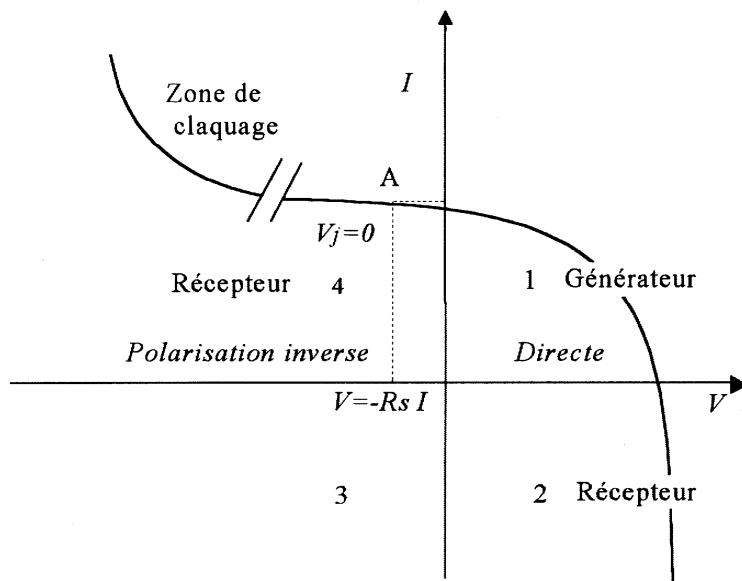 I
Zone de
claquage
A
Vj=0
Récepteur 4
1 Générateur
Polarisation inverse
Directe
V=-Rs I
V
3
2 Récepteur